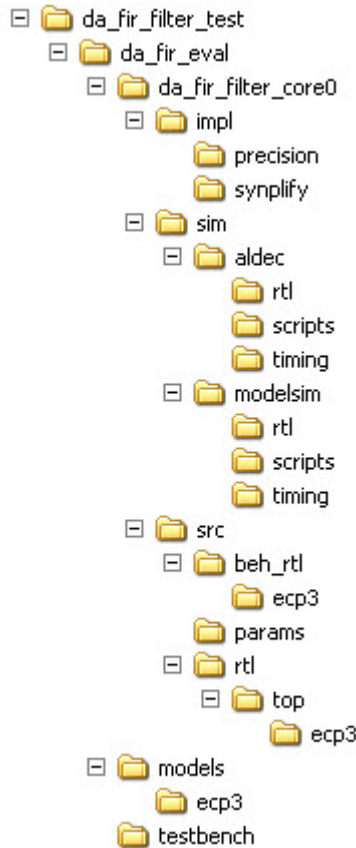 da_fir_filter_test
da_fir_eval
da_fir_filter_core0
impl
precision
synplify
sim
aldec
rtl
scripts
timing
modelsim
rtl
scripts
timing
src
beh_rtl
ecp3
params
rtl
top
ecp3
models
ecp3
testbench